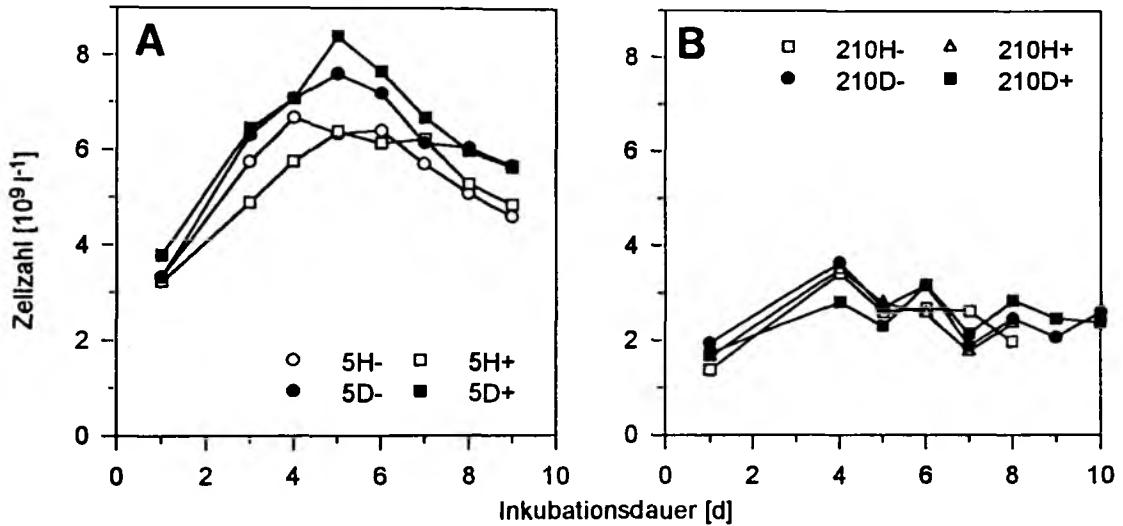 A
B
8
6
4
2
0
Zellzahl [10⁹ l⁻¹]
5H- 5H+
5D- 5D+
0 2 4 6 8 10
210H- 210H+
210D- 210D+
8
6
4
2
0
0 2 4 6 8 10
Inkubationsdauer [d]